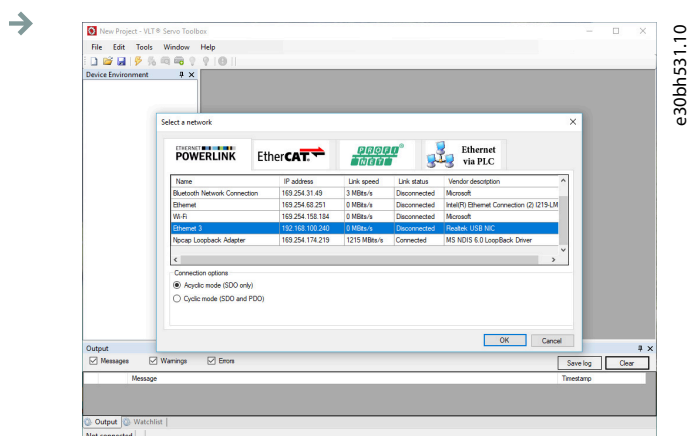 New Project - VLT® Servo Toolbox
File Edit Tools Window Help
Device Environment
Select a network
ETHERNET
POWERLINK
EtherCAT.
PROFI
NET
Ethernet
via PLC
Name IP address Link speed Link status Vendor description
Bluetooth Network Connection 169.254.31.49 3 MBits/s Disconnected Microsoft
Ethernet 169.254.68.251 0 MBits/s Disconnected Intel(R) Ethernet Connection (2) I219-LM
Wi-Fi 169.254.158.184 0 MBits/s Disconnected Microsoft
Ethernet 3 192.168.100.240 0 MBits/s Disconnected Realtek USB NIC
Npcap Loopback Adapter 169.254.174.219 1215 MBits/s Connected MS NDIS 6.0 LoopBack Driver
Connection options
Acyclic mode (SDO only)
Cyclic mode (SDO and PDO)
OK Cancel
Output
Messages Warnings Errors Save log Clear
Message Timestamp
Output Watchlist
Not connected
e30bh531.10